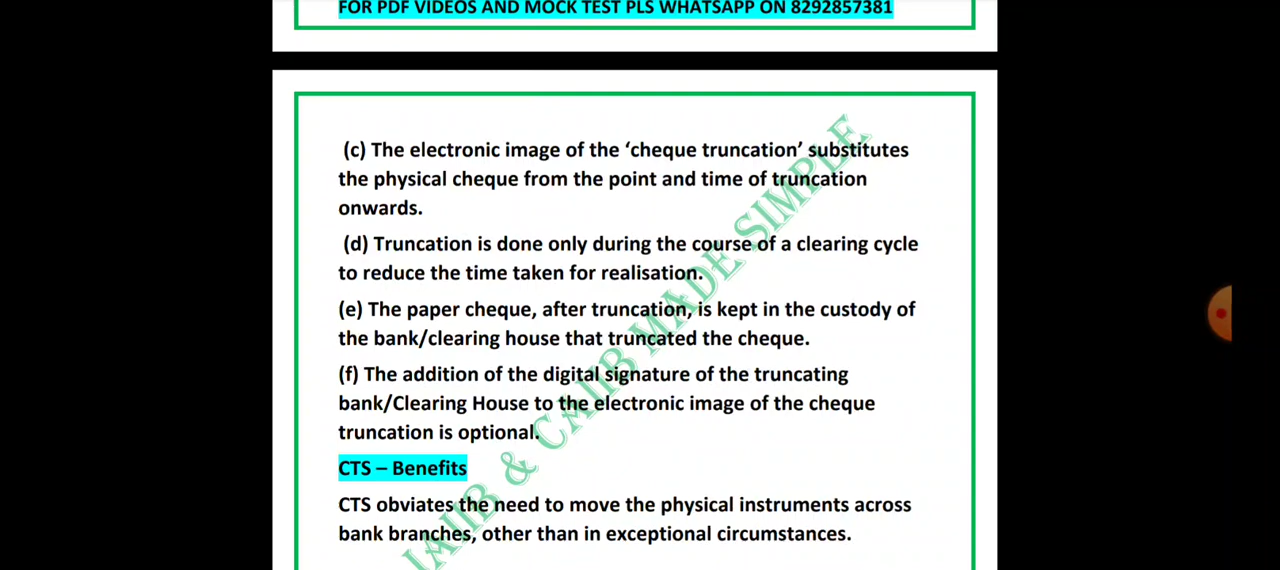 FOR PDF VIDEOS AND MOCK TEST PLS WHATSAPP ON 8292857381
(c) The electronic image of the ‘cheque truncation’ substitutes
the physical cheque from the point and time of truncation
onwards.
(d) Truncation is done only during the course of a clearing cycle
to reduce the time taken for realisation.
(e) The paper cheque, after truncation, is kept in the custody of
the bank/clearing house that truncated the cheque.
(f) The addition of the digital signature of the truncating
bank/Clearing House to the electronic image of the cheque
truncation is optional.
CTS – Benefits
CTS obviates the need to move the physical instruments across
bank branches, other than in exceptional circumstances.
JAIIB & CAIIB MADE SIMPLE